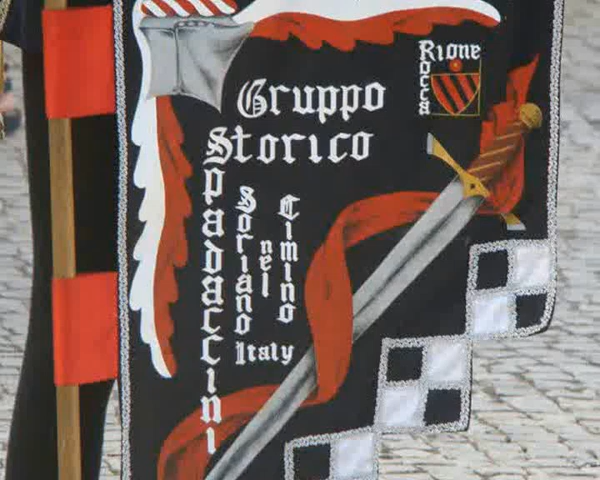 Rione
Rocca
Gruppo
Storico
Spadaccini
Soriano
nel
Cimino
Italy